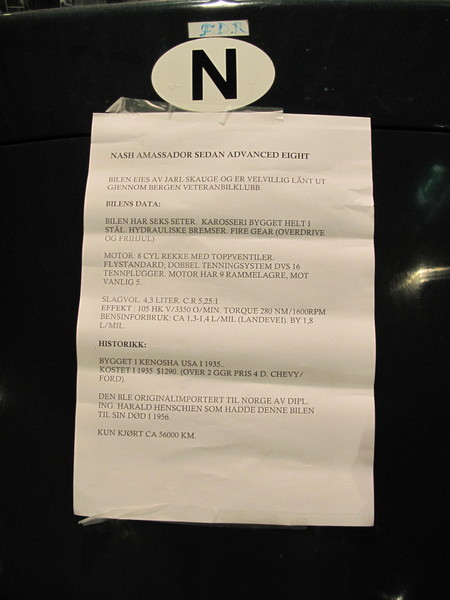 F.D.R
N
NASH AMASSADOR SEDAN ADVANCED EIGHT
BILEN EIES AV JARL SKAUGE OG ER VELVILLIG LÅNT UT
GJENNOM BERGEN VETERANBILKLUBB.
BILENS DATA:
BILEN HAR SEKS SETER. KAROSSERI BYGGET HELT I
STÅL. HYDRAULISKE BREMSER. FIRE GEAR (OVERDRIVE
OG FRIHJUL)
MOTOR: 8 CYL REKKE MED TOPPVENTILER.
FLYSTANDARD; DOBBEL TENNINGSYSTEM DVS 16
TENNPLUGGER. MOTOR HAR 9 RAMMELAGRE, MOT
VANLIG 5.
SLAGVOL. 4,3 LITER. C.R 5,25:1
EFFEKT : 105 HK V/3350 O/MIN. TORQUE 280 NM/1600RPM
BENSINFORBRUK: CA 1,3-1,4 L/MIL (LANDEVEI). BY 1,8
L/MIL.
HISTORIKK:
BYGGET I KENOSHA USA I 1935..
KOSTET I 1935 $1290. (OVER 2 GGR PRIS 4 D. CHEVY/
FORD)
DEN BLE ORIGINALIMPORTERT TIL NORGE AV DIPL.
ING. HARALD HENSCHIEN SOM HADDE DENNE BILEN
TIL SIN DØD I 1956.
KUN KJØRT CA 56000 KM.